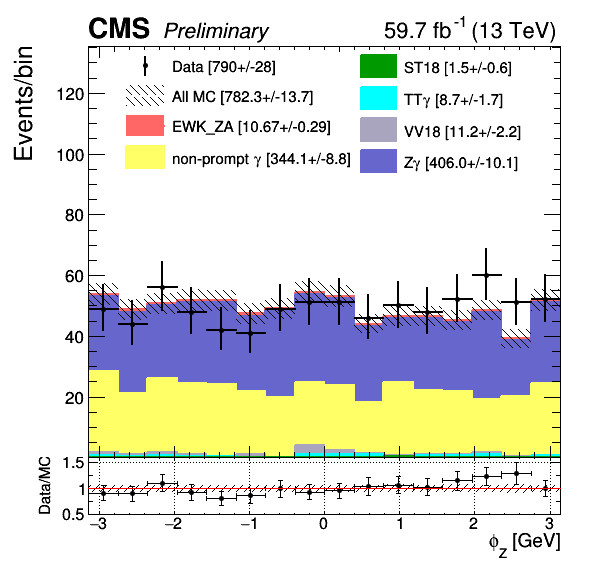 CMS Preliminary 59.7 fb⁻¹ (13 TeV)
Events/bin
Data [790+/-28]
All MC [782.3+/-13.7]
EWK_ZA [10.67+/-0.29]
non-prompt γ [344.1+/-8.8]
ST18 [1.5+/-0.6]
TTγ [8.7+/-1.7]
VV18 [11.2+/-2.2]
Zγ [406.0+/-10.1]
120
100
80
60
40
20
Data/MC
1.5
1
0.5
−3 −2 −1 0 1 2 3
ϕ_Z [GeV]